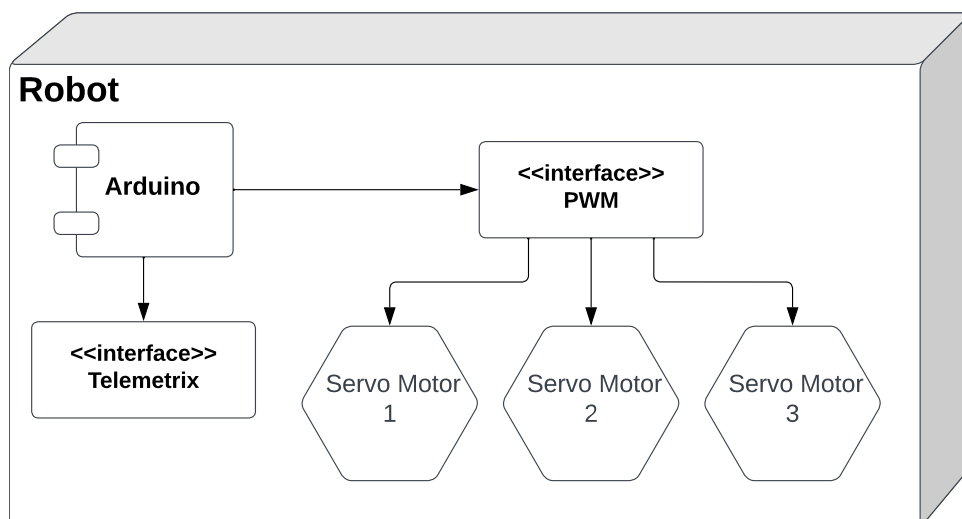 Robot
Arduino
<<interface>>
PWM
<<interface>>
Telemetrix
Servo Motor
1
Servo Motor
2
Servo Motor
3